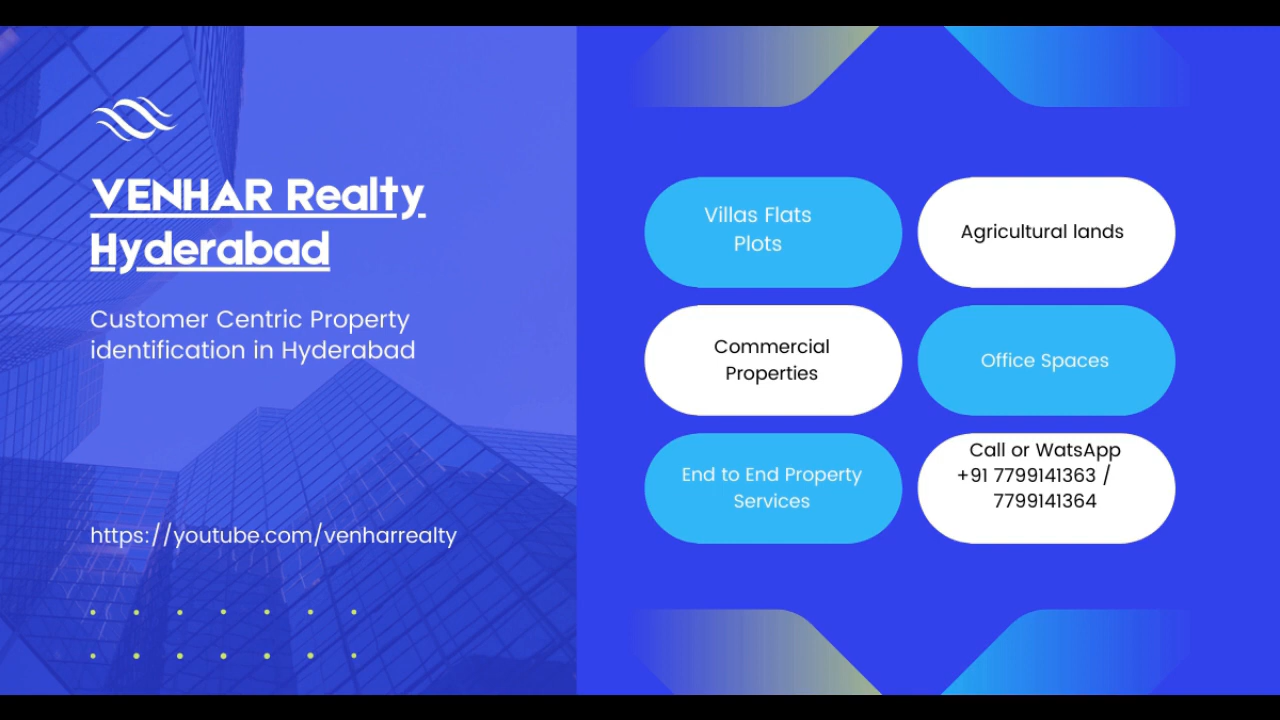 VENHAR Realty
Hyderabad
Customer Centric Property
identification in Hyderabad
https://youtube.com/venharrealty
Villas Flats
Plots
Agricultural lands
Commercial
Properties
Office Spaces
End to End Property
Services
Call or WatsApp
+91 7799141363 /
7799141364